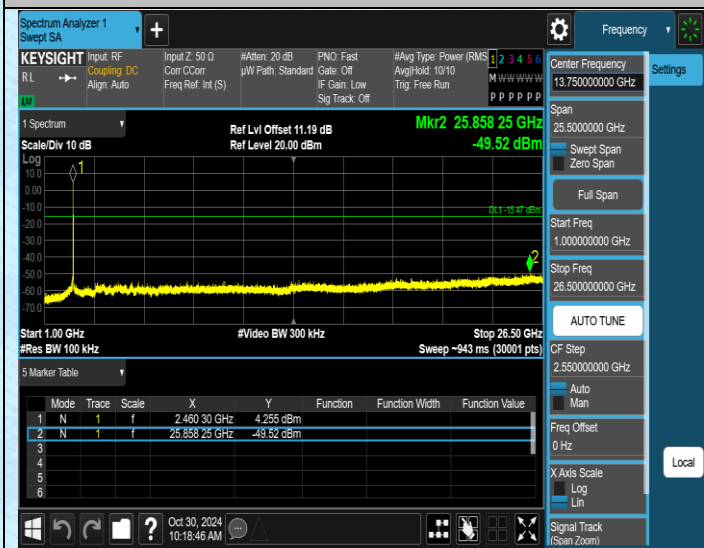 Spectrum Analyzer 1
Swept SA
+
Frequency
KEYSIGHT
Input: RF
Coupling: DC
Align: Auto
Input Z: 50 Ω
Corr CCorr
Freq Ref: Int (S)
#Atten: 20 dB
µW Path: Standard
PNO: Fast
Gate: Off
IF Gain: Low
Sig Track: Off
#Avg Type: Power (RMS
Avg|Hold: 10/10
Trig: Free Run
1 2 3 4 5 6
M W W W W W
P P P P P P
R L
LXI
1 Spectrum
Scale/Div 10 dB
Ref Lvl Offset 11.19 dB
Ref Level 20.00 dBm
Mkr2 25.858 25 GHz
-49.52 dBm
Log
10.0
0.00
-10.0
-20.0
-30.0
-40.0
-50.0
-60.0
-70.0
1
DL1 -15.47 dBm
2
Start 1.00 GHz
#Res BW 100 kHz
#Video BW 300 kHz
Stop 26.50 GHz
Sweep ~943 ms (30001 pts)
5 Marker Table
Mode Trace Scale X Y Function Function Width Function Value
1 N 1 f 2.460 30 GHz 4.255 dBm
2 N 1 f 25.858 25 GHz -49.52 dBm
3
4
5
6
Oct 30, 2024
10:18:46 AM
?
Center Frequency
13.750000000 GHz
Settings
Span
25.5000000 GHz
Swept Span
Zero Span
Full Span
Start Freq
1.000000000 GHz
Stop Freq
26.500000000 GHz
AUTO TUNE
CF Step
2.550000000 GHz
Auto
Man
Freq Offset
0 Hz
X Axis Scale
Log
Lin
Local
Signal Track
(Span Zoom)